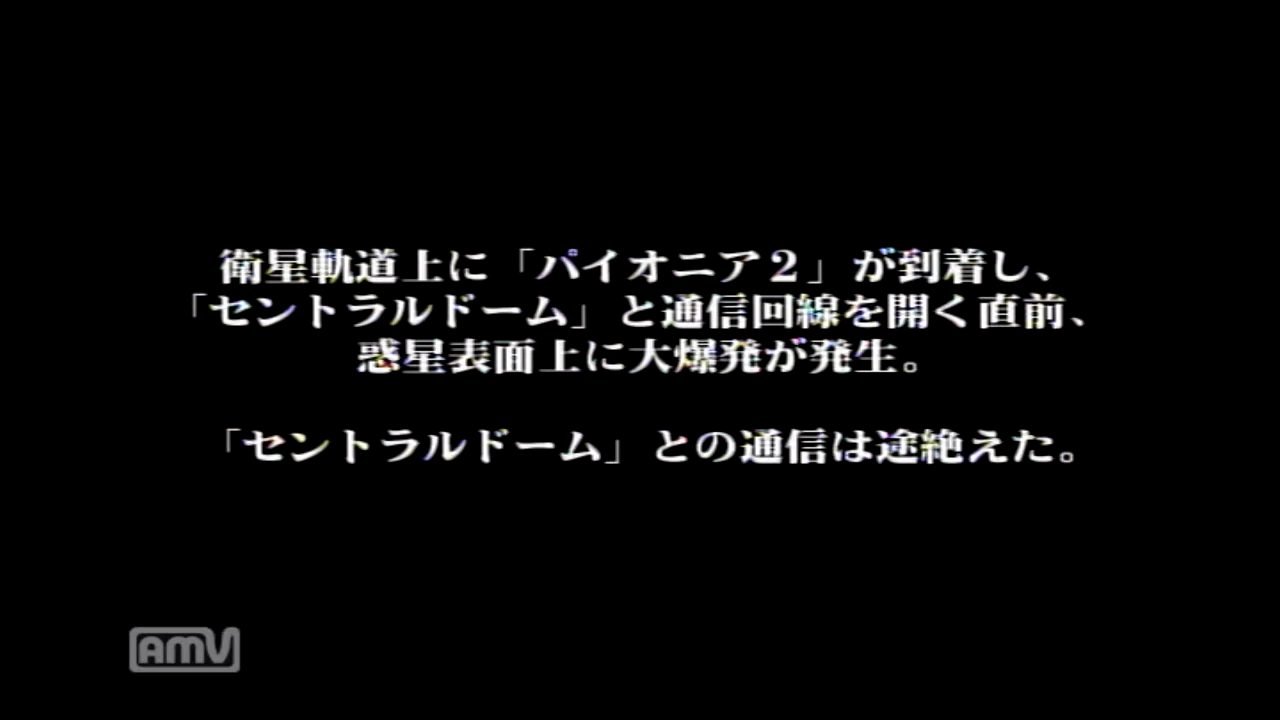 衛星軌道上に「パイオニア２」が到着し、
「セントラルドーム」と通信回線を開く直前、
惑星表面上に大爆発が発生。
「セントラルドーム」との通信は途絶えた。
AMV